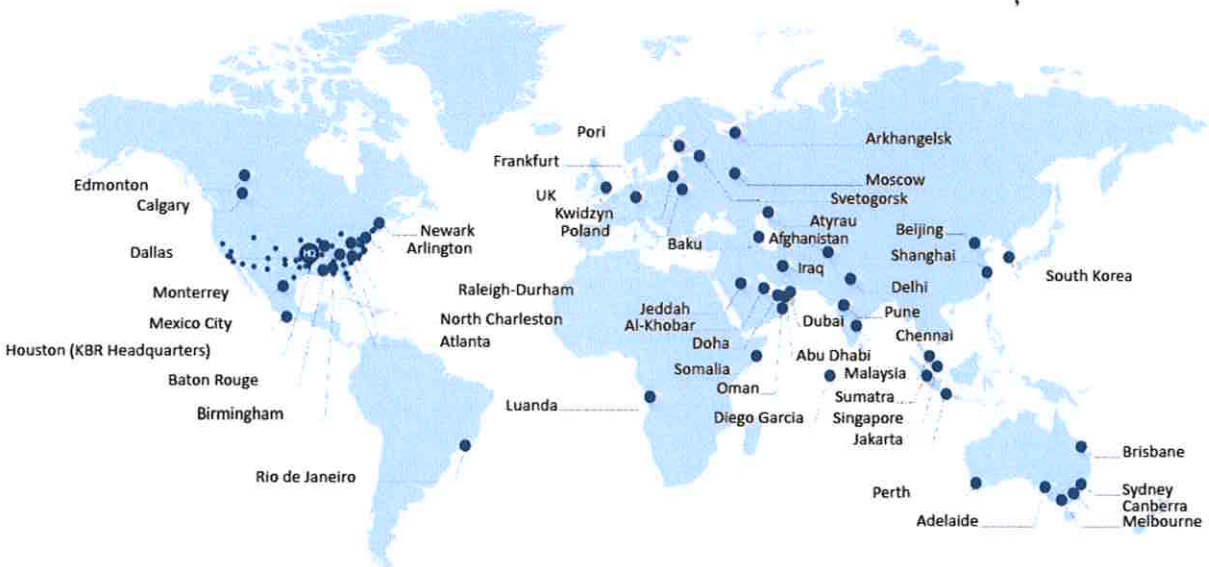 Pori
Arkhangelsk
Frankfurt
Edmonton
Moscow
UK
Svetogorsk
Calgary
Kwidzyn
Poland
Atyrau
Newark
Beijing
Arlington
Baku
Afghanistan
Dallas
HQ
Shanghai
Iraq
South Korea
Monterrey
Raleigh-Durham
Delhi
Jeddah
Pune
Mexico City
North Charleston
Al-Khobar
Dubai
Chennai
Atlanta
Doha
Houston (KBR Headquarters)
Abu Dhabi
Somalia
Malaysia
Baton Rouge
Oman
Sumatra
Luanda
Birmingham
Diego Garcia
Singapore
Jakarta
Brisbane
Rio de Janeiro
Perth
Sydney
Canberra
Adelaide
Melbourne